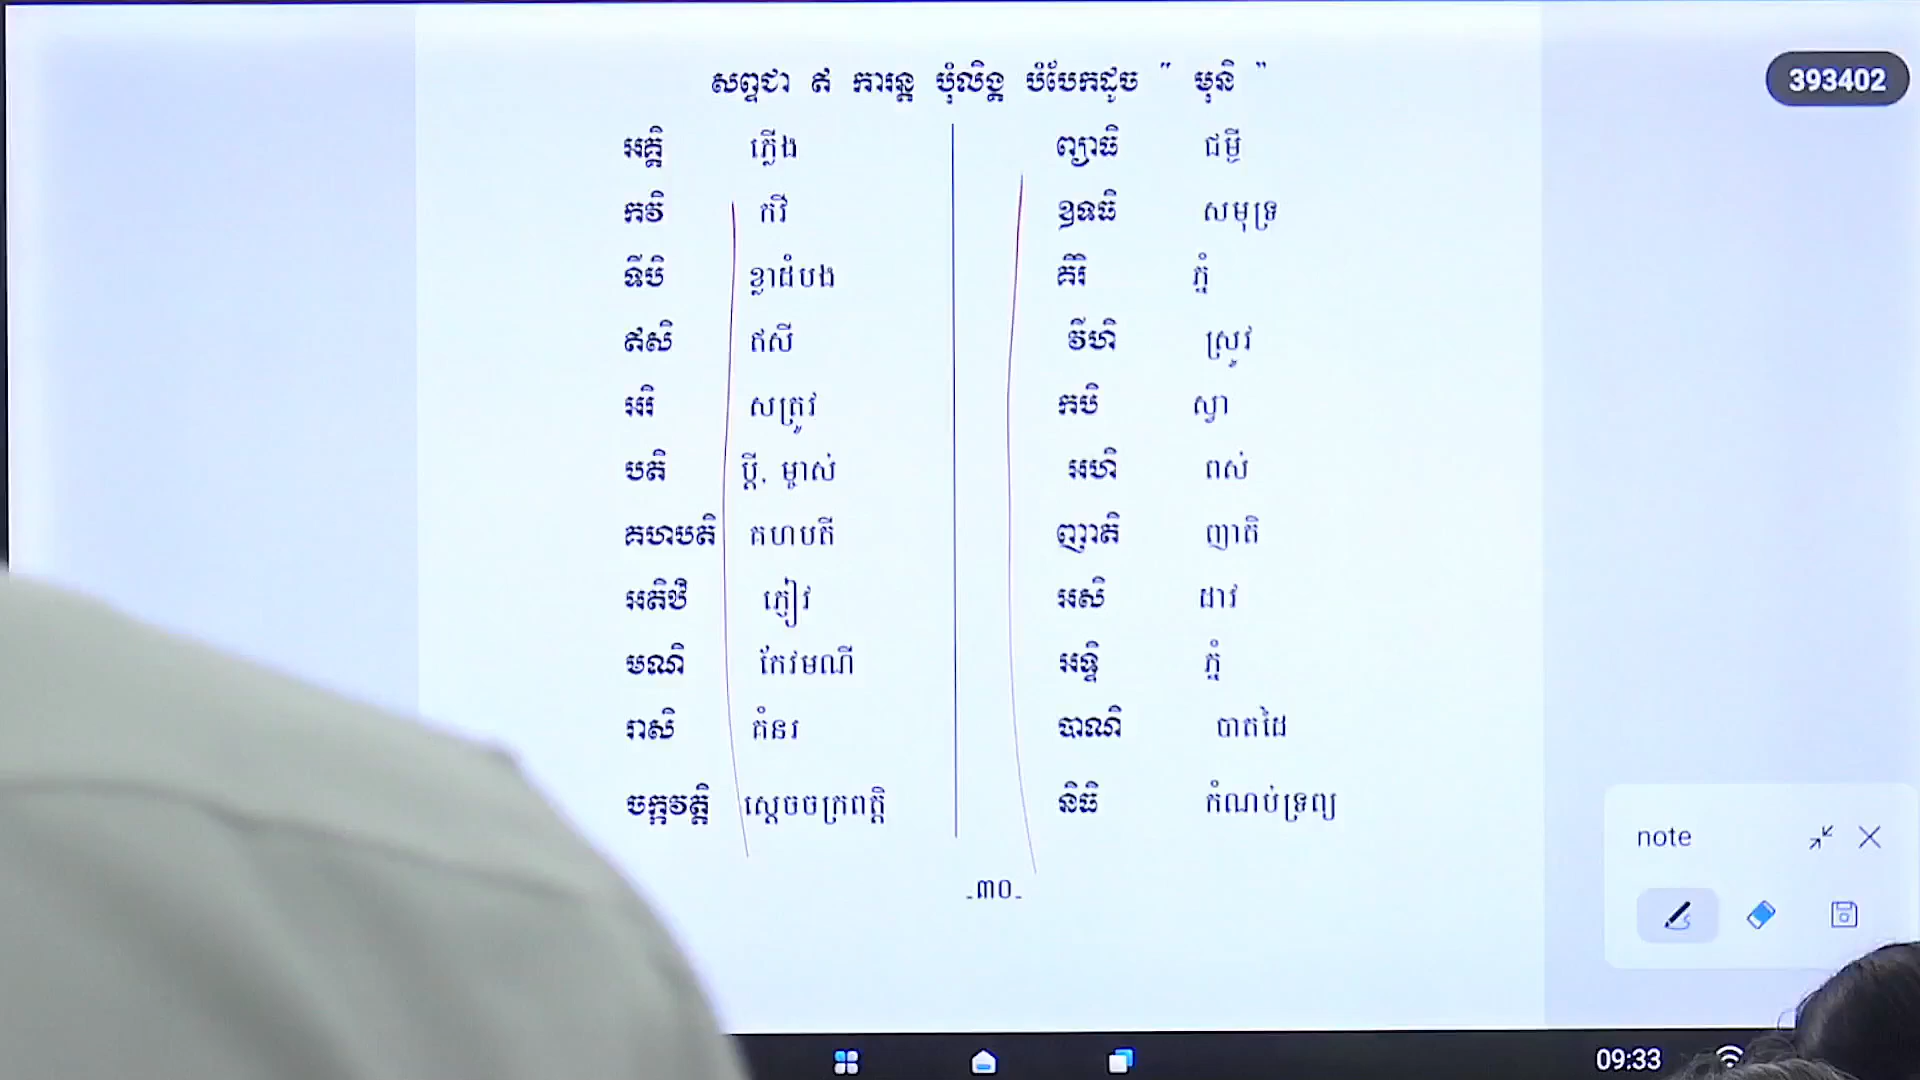 សព្ទជា ឥ ការន្ត បុំលិង្គ បំបែកដូច " មុនិ "
393402
អគ្គិ ភ្លើង ព្យាធិ ជម្ងឺ
កវិ កវី ឧទធិ សមុទ្រ
ទីបិ ខ្លាដំបង គិរិ ភ្នំ
ឥសិ ឥសី វីហិ ស្រូវ
អរិ សត្រូវ កបិ ស្វា
បតិ ប្ដី, ម្ចាស់ អហិ ពស់
គហបតិ គហបតី ញាតិ ញាតិ
អតិថិ ភ្ញៀវ អសិ ដាវ
មណិ កែវមណី អទ្ទិ ភ្នំ
រាសិ គំនរ បាណិ បាតដៃ
ចក្កវត្តិ ស្ដេចចក្រពត្តិ និធិ កំណប់ទ្រព្យ
-៣០-
note
09:33